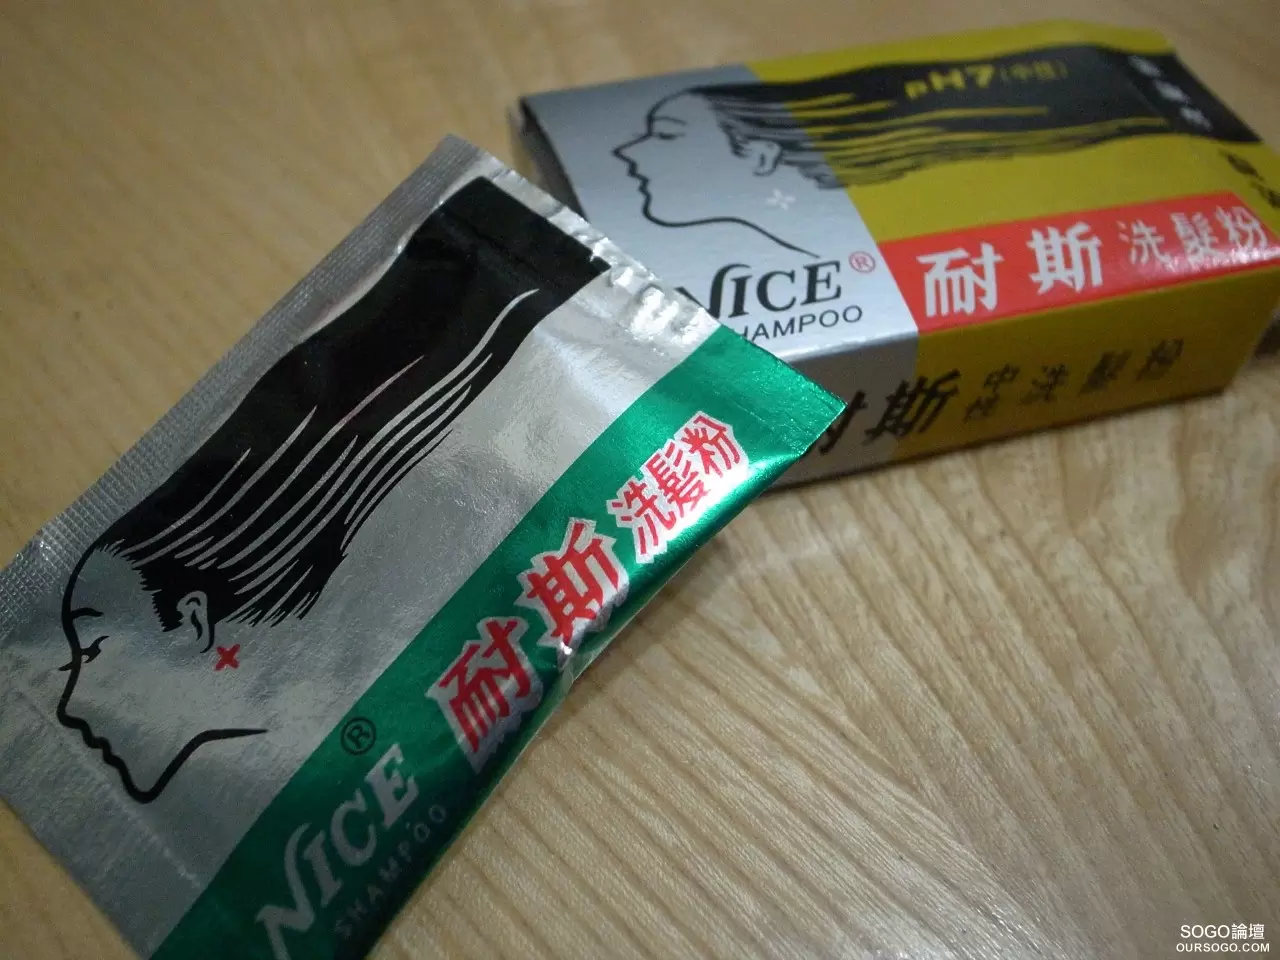 pH7(中性)
耐斯 洗髮粉
NICE®
SHAMPOO
耐斯 中性 洗髮粉
耐斯 洗髮粉
NICE®
SHAMPOO
SOGO論壇
OURSOGO.COM